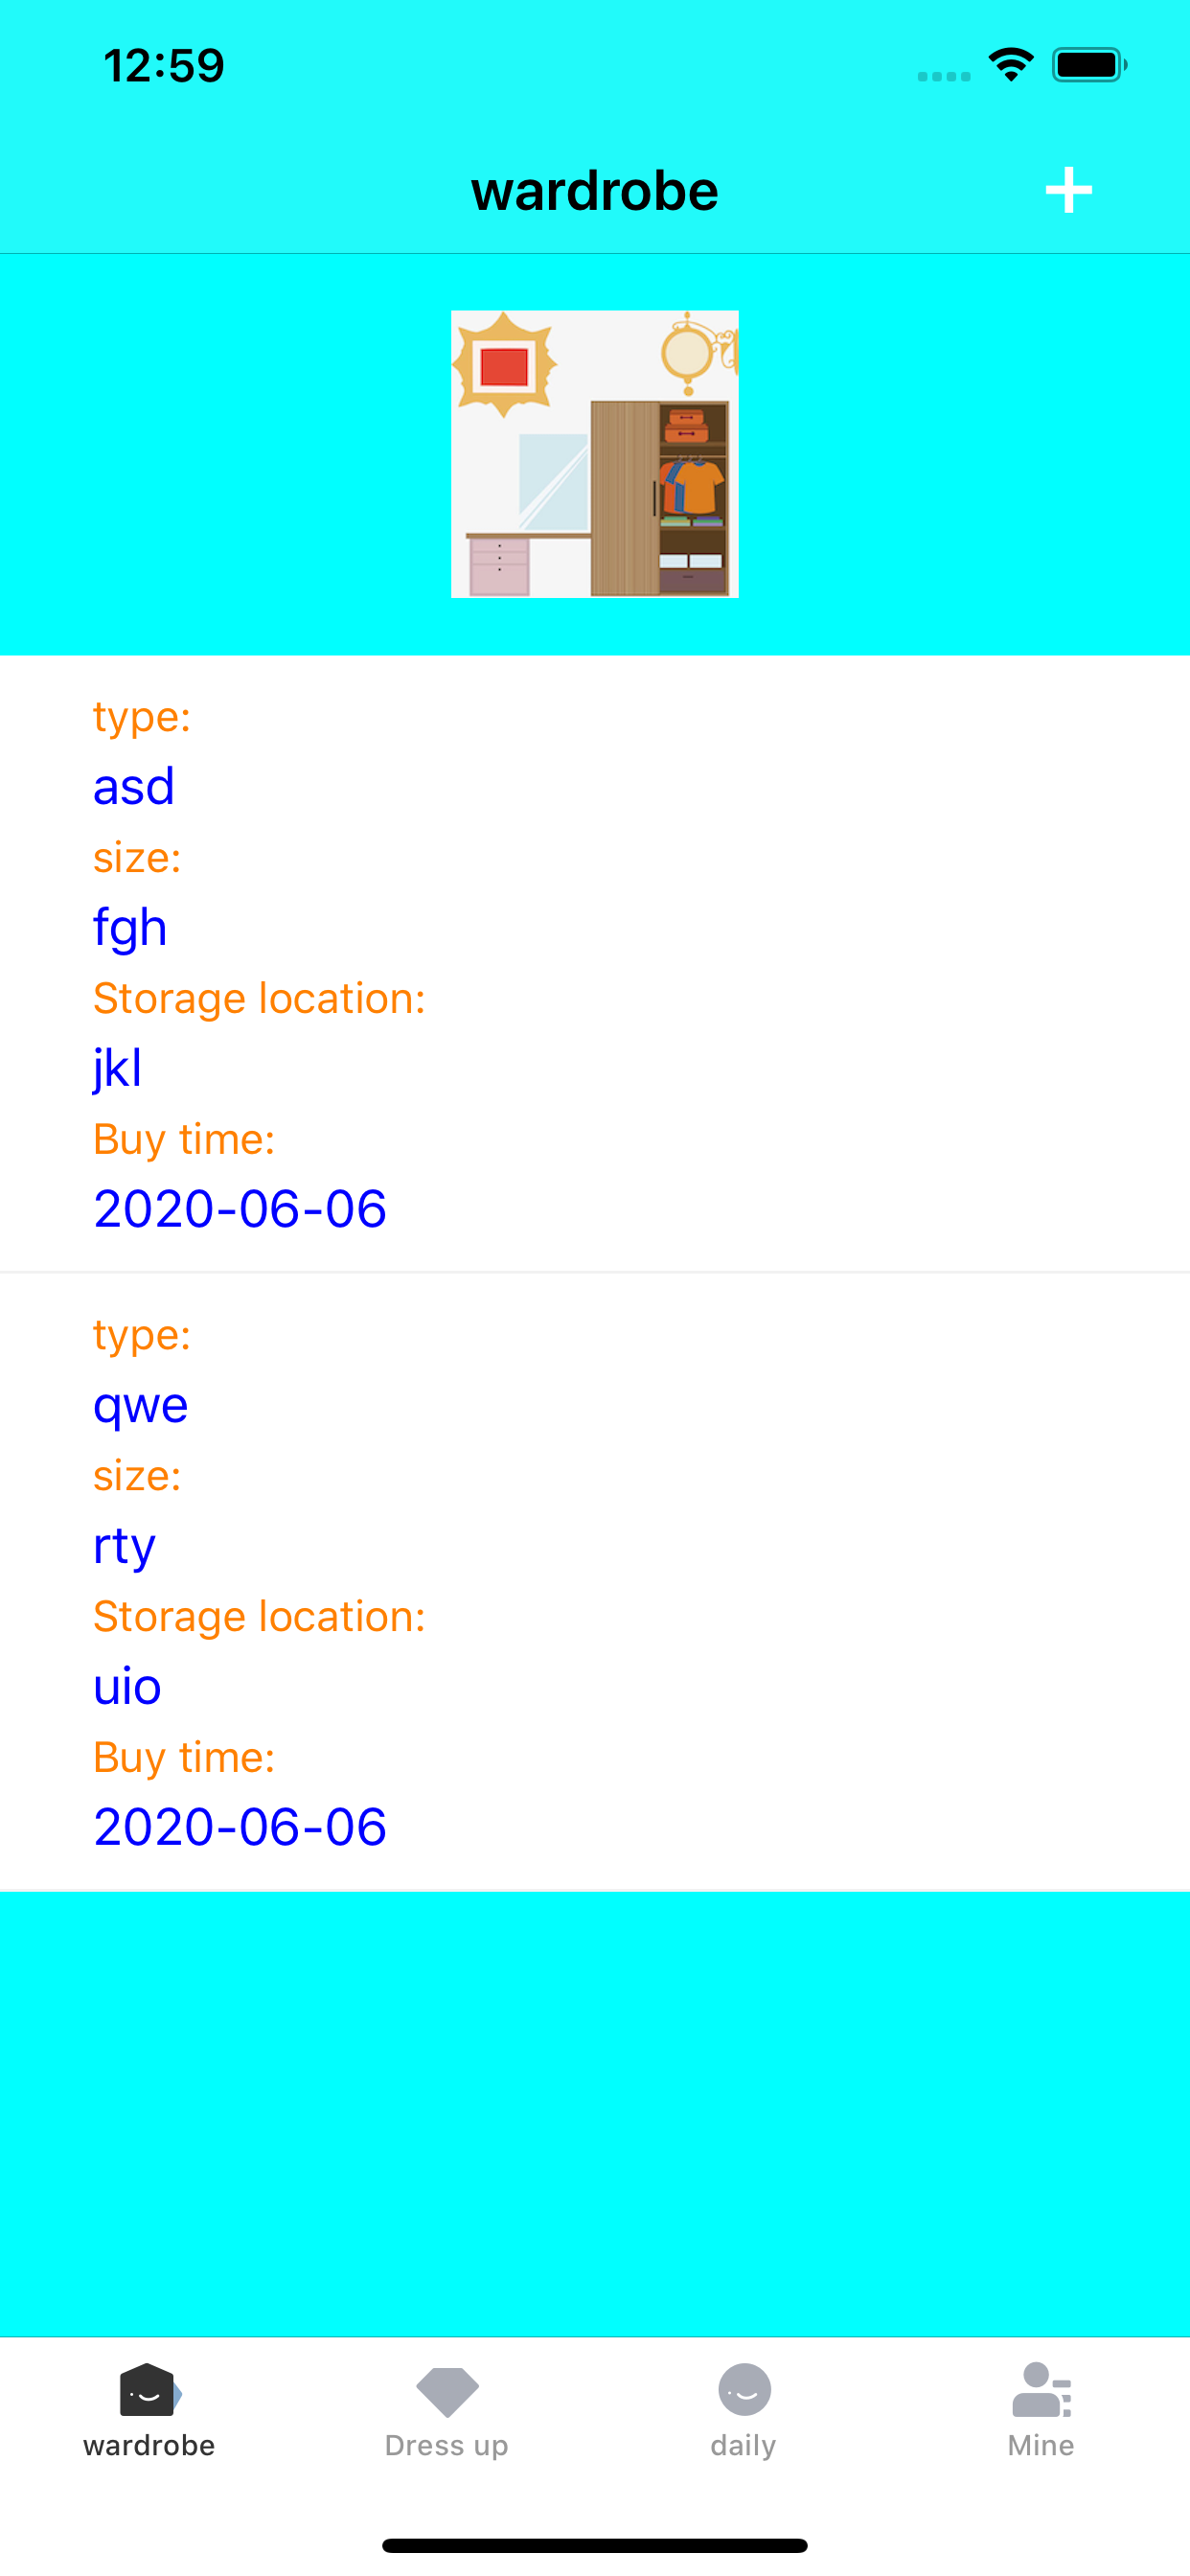 12:59
wardrobe
type:
asd
size:
fgh
Storage location:
jkl
Buy time:
2020-06-06
type:
qwe
size:
rty
Storage location:
uio
Buy time:
2020-06-06
wardrobe
Dress up
daily
Mine